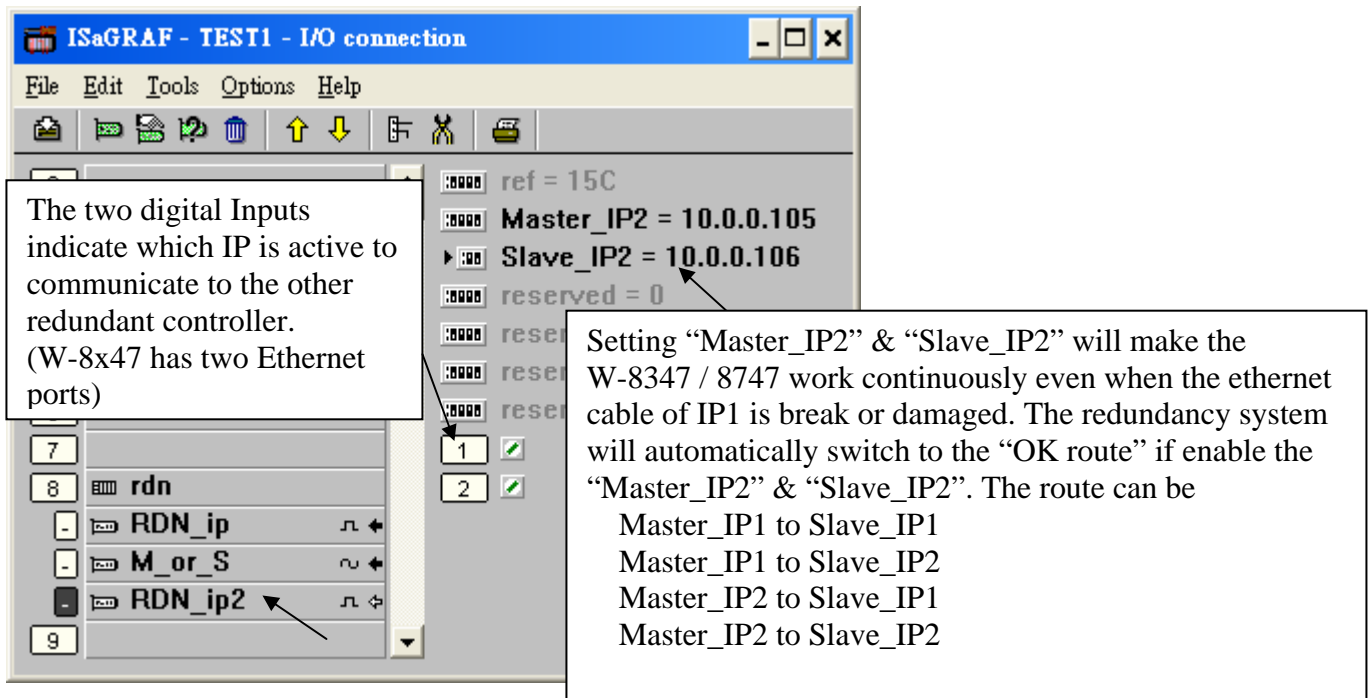 ISaGRAF - TEST1 - I/O connection
File Edit Tools Options Help
ref = 15C
Master_IP2 = 10.0.0.105
Slave_IP2 = 10.0.0.106
reserved = 0
The two digital Inputs
indicate which IP is active to
communicate to the other
redundant controller.
(W-8x47 has two Ethernet
ports)
Setting “Master_IP2” & “Slave_IP2” will make the
W-8347 / 8747 work continuously even when the ethernet
cable of IP1 is break or damaged. The redundancy system
will automatically switch to the “OK route” if enable the
“Master_IP2” & “Slave_IP2”. The route can be
Master_IP1 to Slave_IP1
Master_IP1 to Slave_IP2
Master_IP2 to Slave_IP1
Master_IP2 to Slave_IP2
7
8 rdn
- RDN_ip
- M_or_S
- RDN_ip2
9
1
2